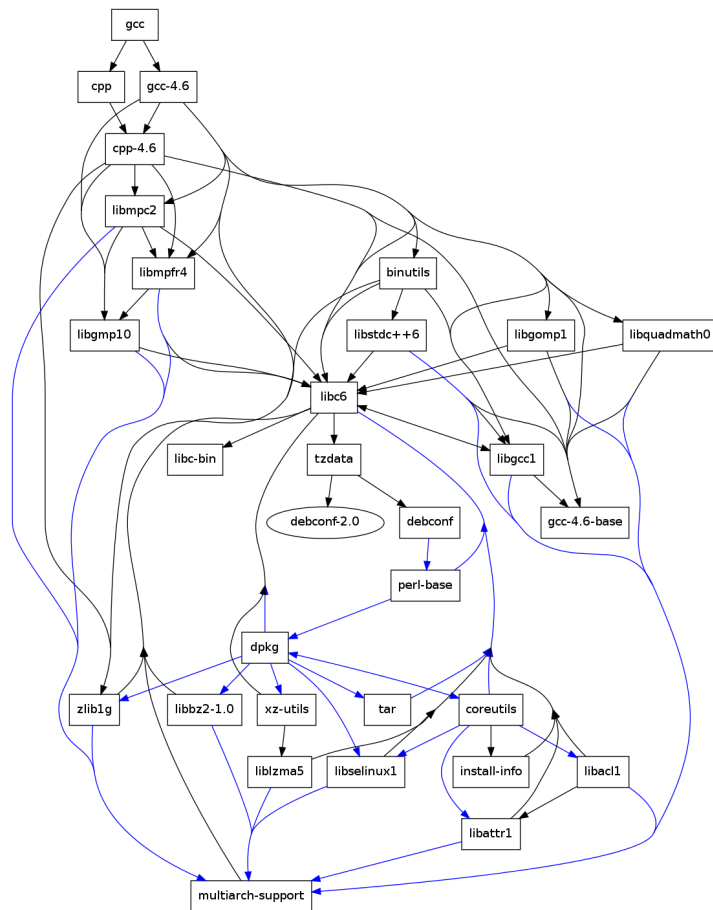 gcc
cpp
gcc-4.6
cpp-4.6
libmpc2
libmpfr4
binutils
libgmp10
libstdc++6
libgomp1
libquadmath0
libc6
libc-bin
tzdata
libgcc1
debconf-2.0
debconf
gcc-4.6-base
perl-base
dpkg
zlib1g
libbz2-1.0
xz-utils
tar
coreutils
liblzma5
libselinux1
install-info
libacl1
libattr1
multiarch-support